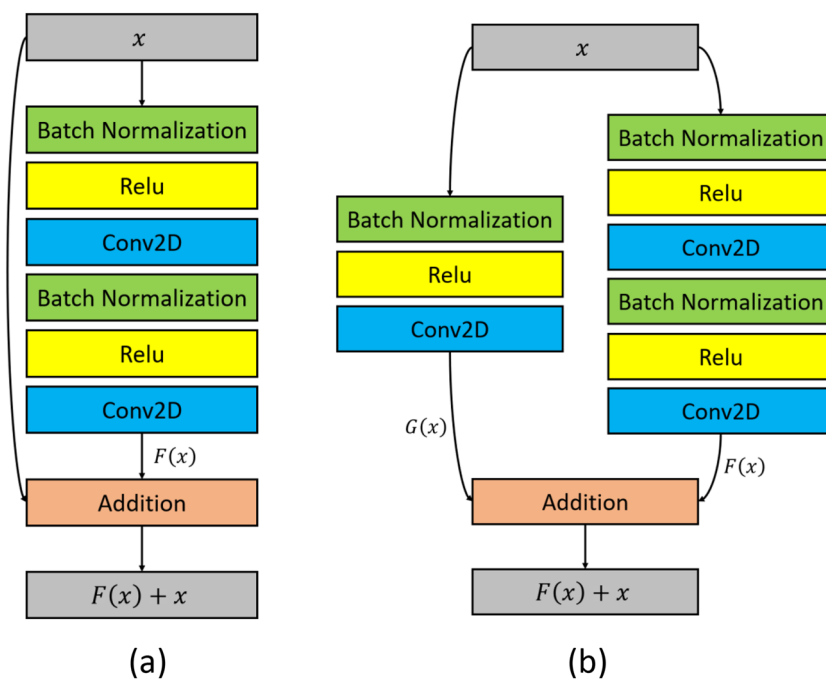 x
Batch Normalization
Relu
Conv2D
Batch Normalization
Relu
Conv2D
F(x)
Addition
F(x) + x
(a)
x
Batch Normalization
Relu
Conv2D
G(x)
Batch Normalization
Relu
Conv2D
Batch Normalization
Relu
Conv2D
F(x)
Addition
F(x) + x
(b)